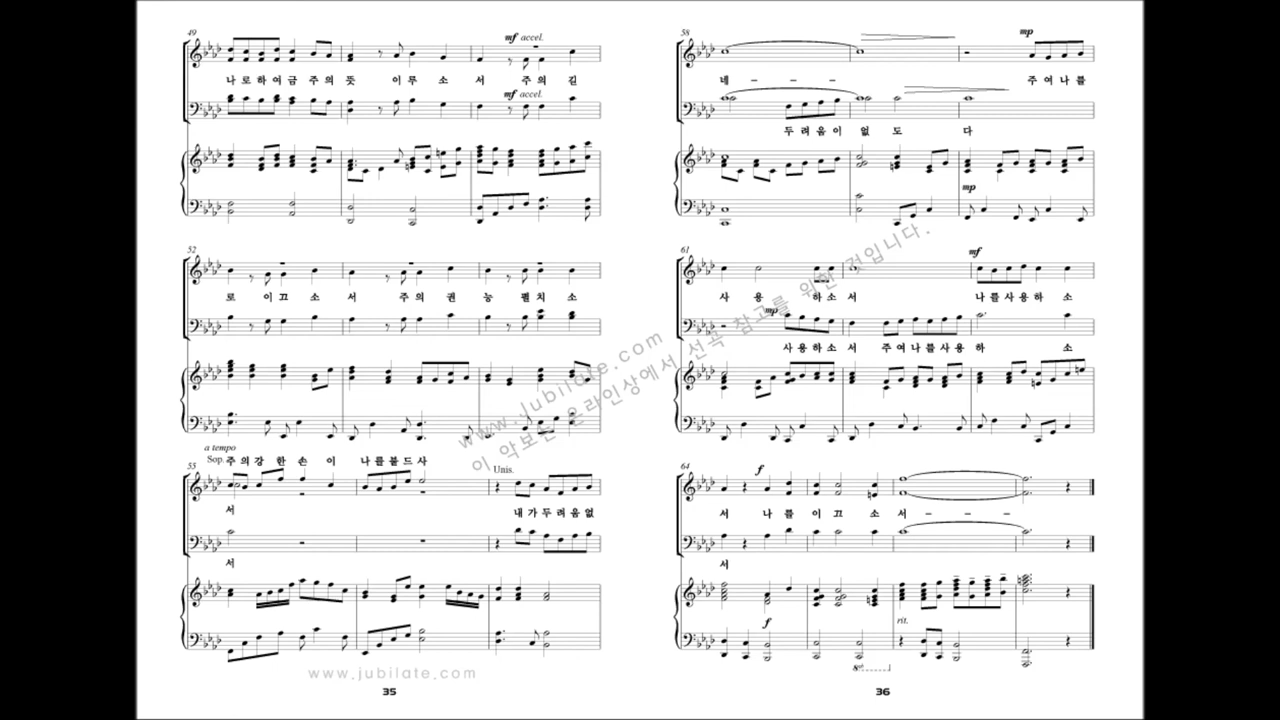 49
mf accel.
나로하여금 주의 뜻 이루 소 서 주의 길
mf accel.
52
로 이끄 소 서 주의 권 능 펼치 소
a tempo
Sop. 주의강 한 손 이 나를붙드사
55
Unis.
서 내가두려움없
서
www.jubilate.com
35
58
mp
네 - - - 주여나를
두려움이 없 도 다
mp
61
mf
사 용 하소 서 나를사용하 소
mp
사용하소 서 주여나를사용 하 소
64
f
서 나 를 이 끄 소 서 - - -
서
f
rit.
8vb
36
www.jubilate.com
이 악보는 온라인상에서 선곡 참고를 위한 것입니다.